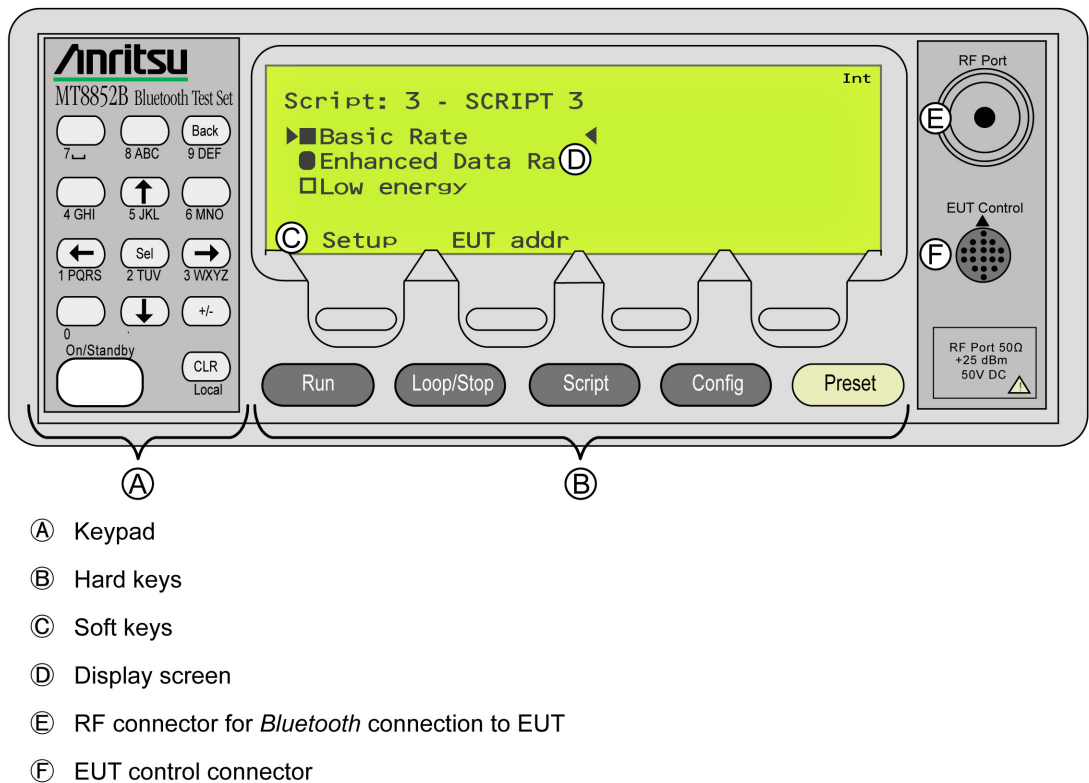 Anritsu
MT8852B Bluetooth Test Set
Back
7⎵ 8 ABC 9 DEF
4 GHI 5 JKL 6 MNO
Sel
1 PQRS 2 TUV 3 WXYZ
+/-
0 .
On/Standby
CLR
Local
Int
Script: 3 - SCRIPT 3
Basic Rate
Enhanced Data Ra
Low energy
Setup EUT addr
Run Loop/Stop Script Config Preset
RF Port
EUT Control
RF Port 50Ω
+25 dBm
50V DC
!
A
B
C
D
E
F
Ⓐ Keypad
Ⓑ Hard keys
Ⓒ Soft keys
Ⓓ Display screen
Ⓔ RF connector for Bluetooth connection to EUT
Ⓕ EUT control connector